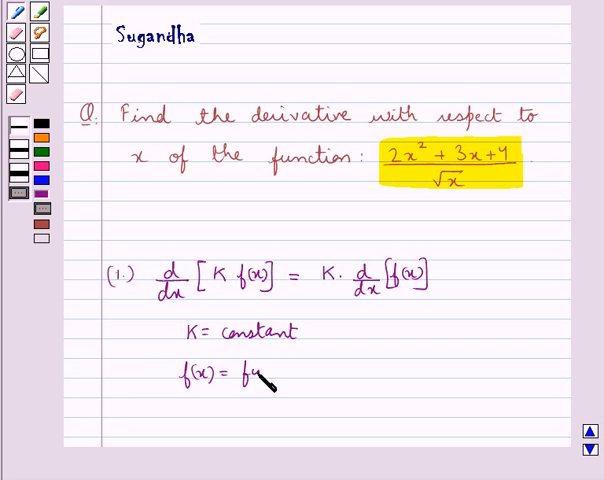 Sugandha
Q. Find the derivative with respect to
x of the function: (2x² + 3x + 4)/√x
(1.) d/dx [K f(x)] = K. d/dx [f(x)]
K = constant
f(x) =